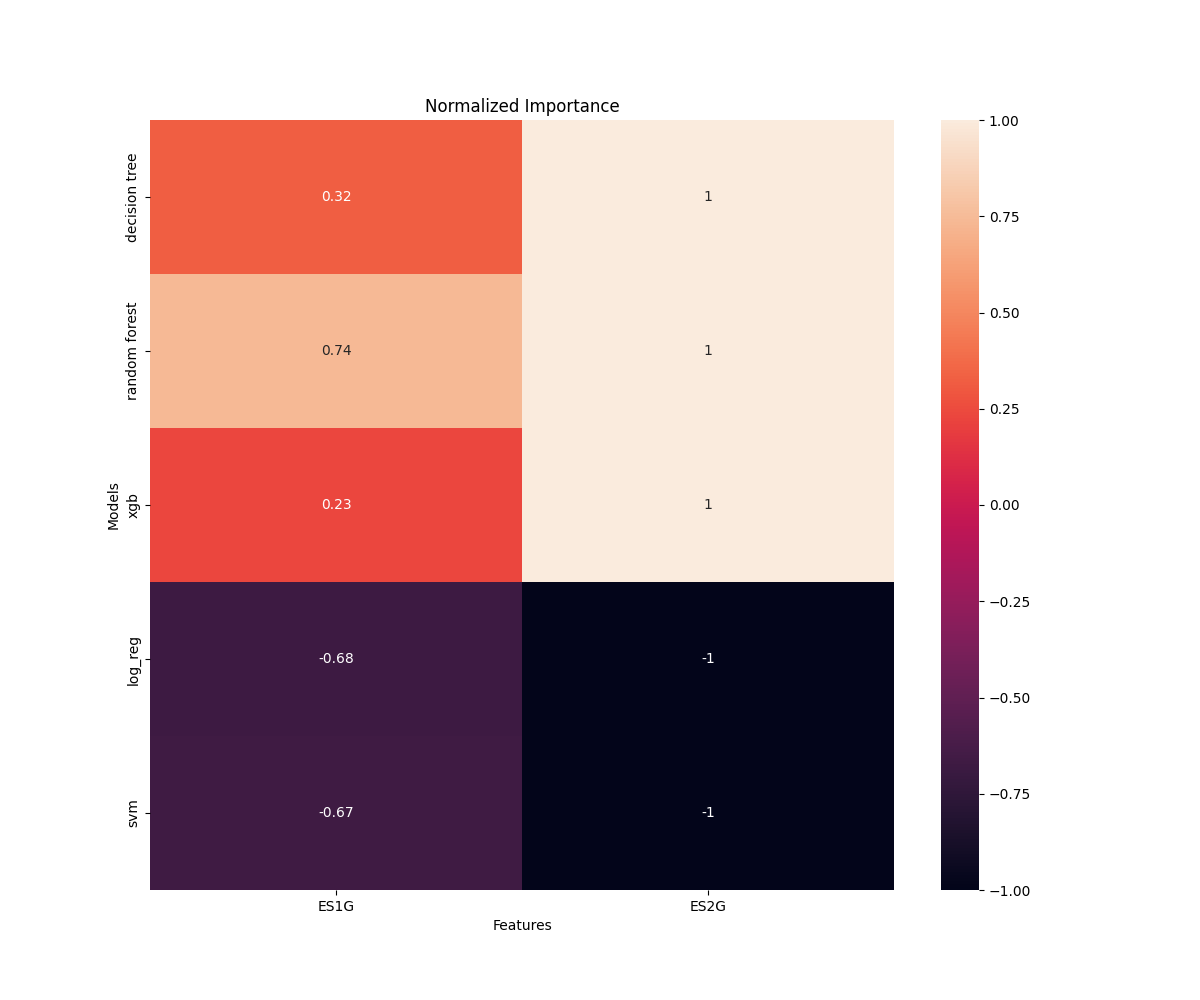 Normalized Importance
decision tree
random forest
xgb
log_reg
svm
Models
0.32
1
0.74
1
0.23
1
-0.68
-1
-0.67
-1
ES1G
ES2G
Features
1.00
0.75
0.50
0.25
0.00
−0.25
−0.50
−0.75
−1.00